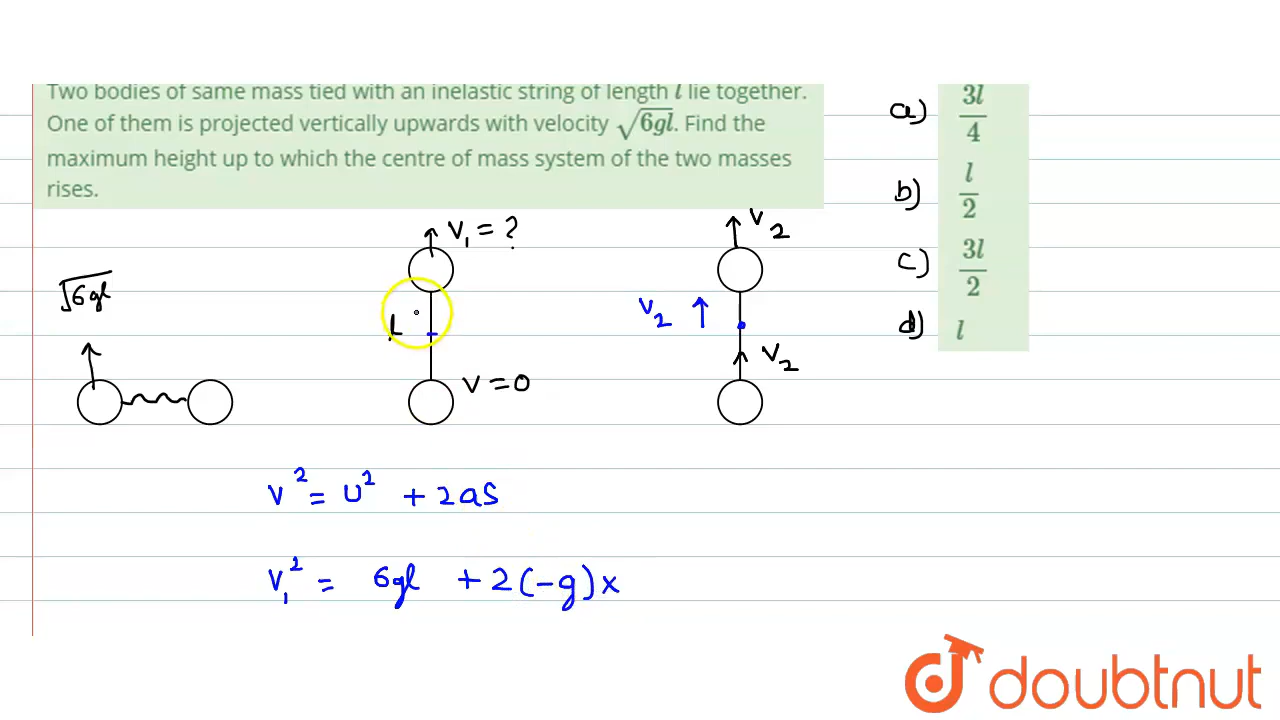 Two bodies of same mass tied with an inelastic string of length l lie together.
One of them is projected vertically upwards with velocity √6gl. Find the
maximum height up to which the centre of mass system of the two masses
rises.
a) 3l/4
b) l/2
c) 3l/2
d) l
√6gl
V₁ = ?
L
V = 0
V₂
V₂
V₂
V² = U² + 2aS
V₁² = 6gl + 2(-g)x
doubtnut